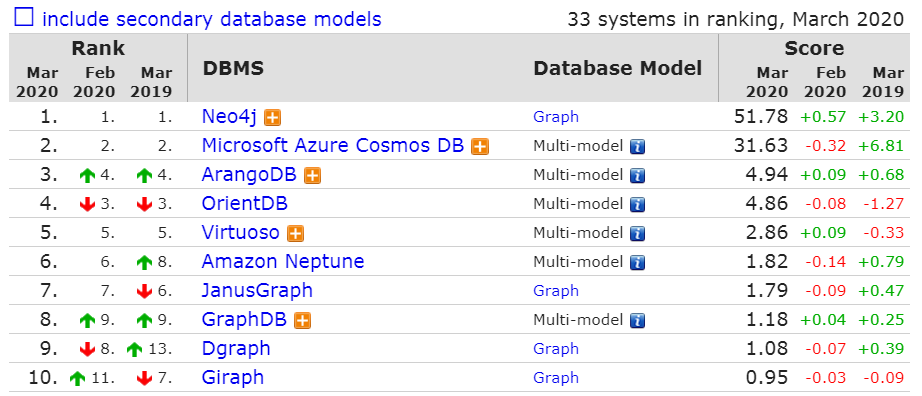 include secondary database models 33 systems in ranking, March 2020
Rank DBMS Database Model Score
Mar 2020 Feb 2020 Mar 2019 Mar 2020 Feb 2020 Mar 2019
1. 1. 1. Neo4j Graph 51.78 +0.57 +3.20
2. 2. 2. Microsoft Azure Cosmos DB Multi-model 31.63 -0.32 +6.81
3. 4. 4. ArangoDB Multi-model 4.94 +0.09 +0.68
4. 3. 3. OrientDB Multi-model 4.86 -0.08 -1.27
5. 5. 5. Virtuoso Multi-model 2.86 +0.09 -0.33
6. 6. 8. Amazon Neptune Multi-model 1.82 -0.14 +0.79
7. 7. 6. JanusGraph Graph 1.79 -0.09 +0.47
8. 9. 9. GraphDB Multi-model 1.18 +0.04 +0.25
9. 8. 13. Dgraph Graph 1.08 -0.07 +0.39
10. 11. 7. Giraph Graph 0.95 -0.03 -0.09